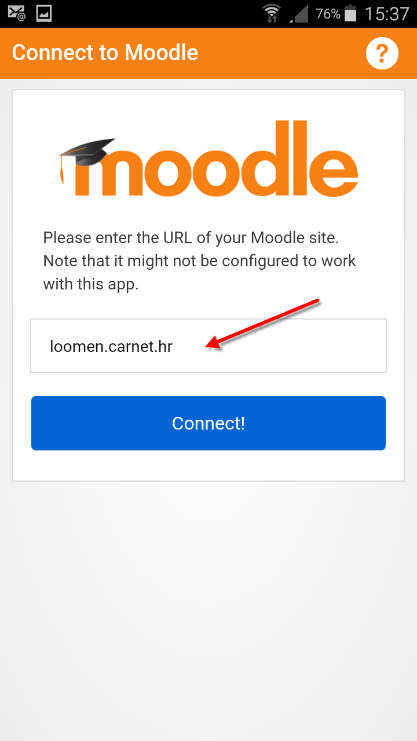 76% 15:37
Connect to Moodle ?
moodle
Please enter the URL of your Moodle site.
Note that it might not be configured to work
with this app.
loomen.carnet.hr
Connect!